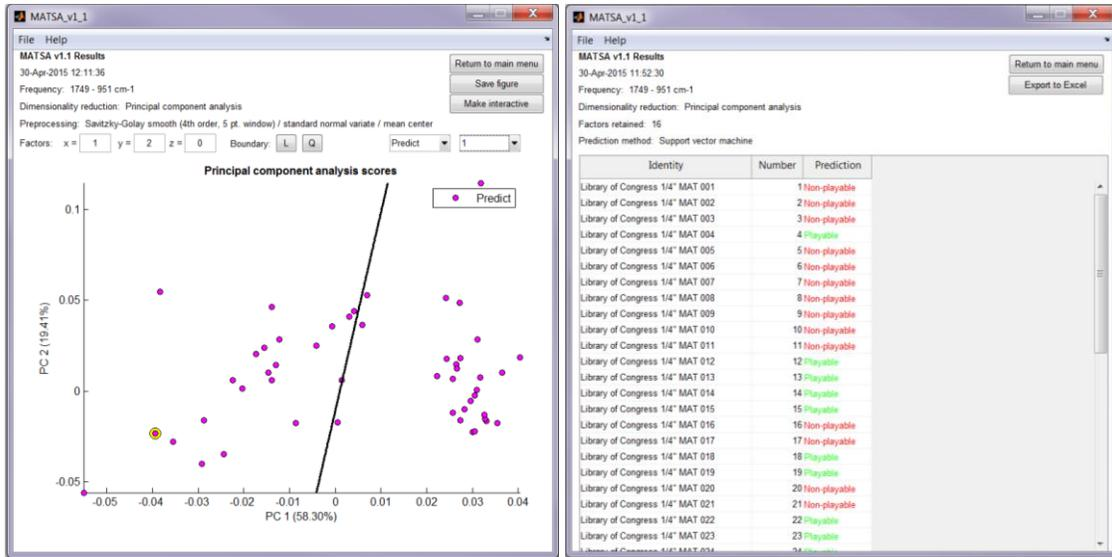 MATSA_v1_1
File Help
MATSA v1.1 Results
30-Apr-2015 12:11:36
Frequency: 1749 - 951 cm-1
Dimensionality reduction: Principal component analysis
Preprocessing: Savitzky-Golay smooth (4th order, 5 pt. window) / standard normal variate / mean center
Factors: x = 1 y = 2 z = 0 Boundary: L Q Predict 1
Return to main menu
Save figure
Make interactive
Principal component analysis scores
Predict
0.1
0.05
0
-0.05
PC 2 (19.41%)
-0.05 -0.04 -0.03 -0.02 -0.01 0 0.01 0.02 0.03 0.04
PC 1 (58.30%)
MATSA_v1_1
File Help
MATSA v1.1 Results
30-Apr-2015 11:52:30
Frequency: 1749 - 951 cm-1
Dimensionality reduction: Principal component analysis
Factors retained: 16
Prediction method: Support vector machine
Return to main menu
Export to Excel
Identity Number Prediction
Library of Congress 1/4" MAT 001 1 Non-playable
Library of Congress 1/4" MAT 002 2 Non-playable
Library of Congress 1/4" MAT 003 3 Non-playable
Library of Congress 1/4" MAT 004 4 Playable
Library of Congress 1/4" MAT 005 5 Non-playable
Library of Congress 1/4" MAT 006 6 Non-playable
Library of Congress 1/4" MAT 007 7 Non-playable
Library of Congress 1/4" MAT 008 8 Non-playable
Library of Congress 1/4" MAT 009 9 Non-playable
Library of Congress 1/4" MAT 010 10 Non-playable
Library of Congress 1/4" MAT 011 11 Non-playable
Library of Congress 1/4" MAT 012 12 Playable
Library of Congress 1/4" MAT 013 13 Playable
Library of Congress 1/4" MAT 014 14 Playable
Library of Congress 1/4" MAT 015 15 Playable
Library of Congress 1/4" MAT 016 16 Non-playable
Library of Congress 1/4" MAT 017 17 Non-playable
Library of Congress 1/4" MAT 018 18 Playable
Library of Congress 1/4" MAT 019 19 Playable
Library of Congress 1/4" MAT 020 20 Non-playable
Library of Congress 1/4" MAT 021 21 Non-playable
Library of Congress 1/4" MAT 022 22 Playable
Library of Congress 1/4" MAT 023 23 Playable